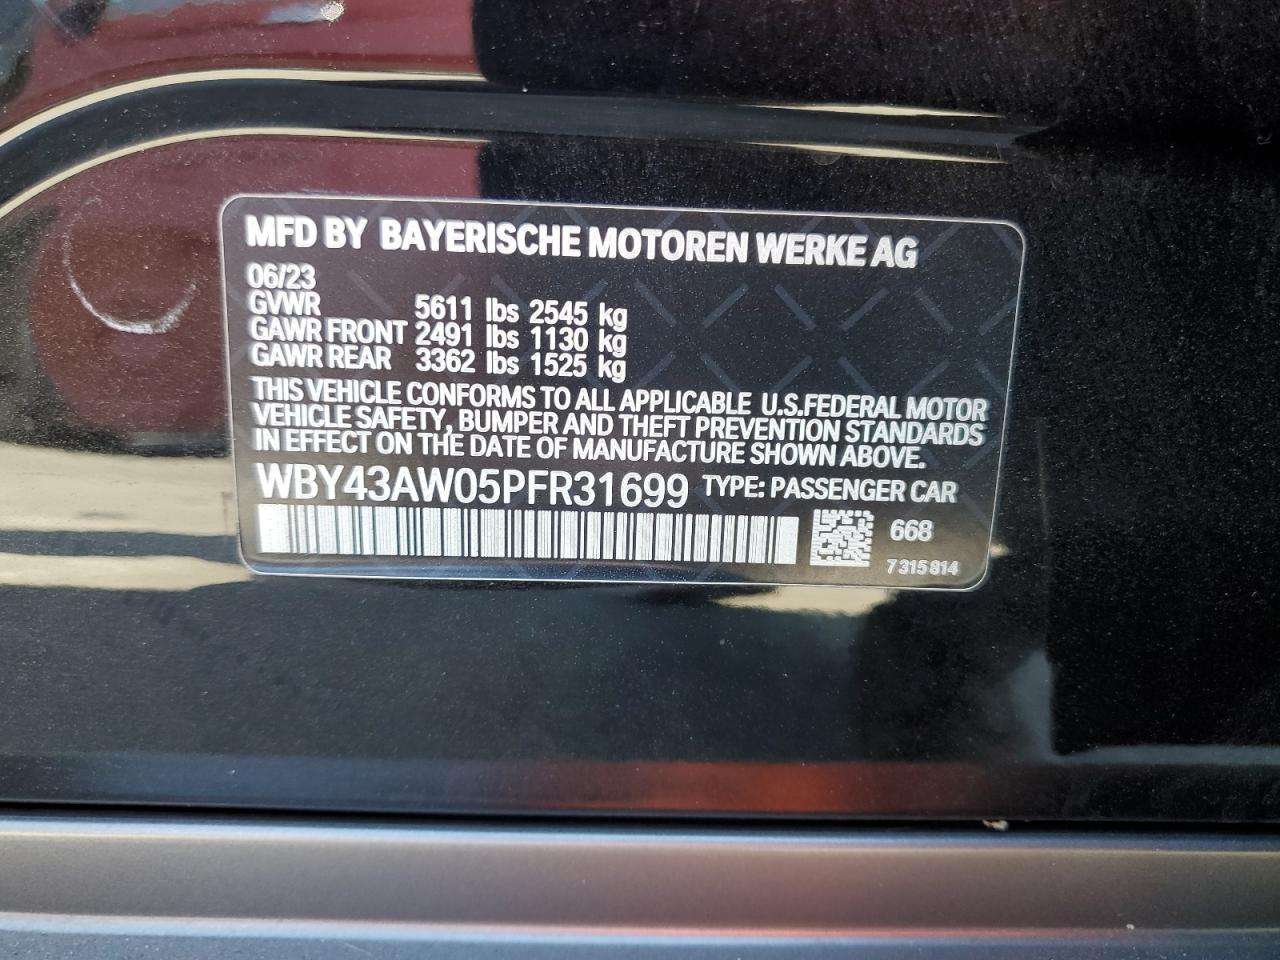 MFD BY BAYERISCHE MOTOREN WERKE AG
06/23
GVWR 5611 lbs 2545 kg
GAWR FRONT 2491 lbs 1130 kg
GAWR REAR 3362 lbs 1525 kg
THIS VEHICLE CONFORMS TO ALL APPLICABLE U.S.FEDERAL MOTOR
VEHICLE SAFETY, BUMPER AND THEFT PREVENTION STANDARDS
IN EFFECT ON THE DATE OF MANUFACTURE SHOWN ABOVE.
WBY43AW05PFR31699 TYPE: PASSENGER CAR
668
7 315 814